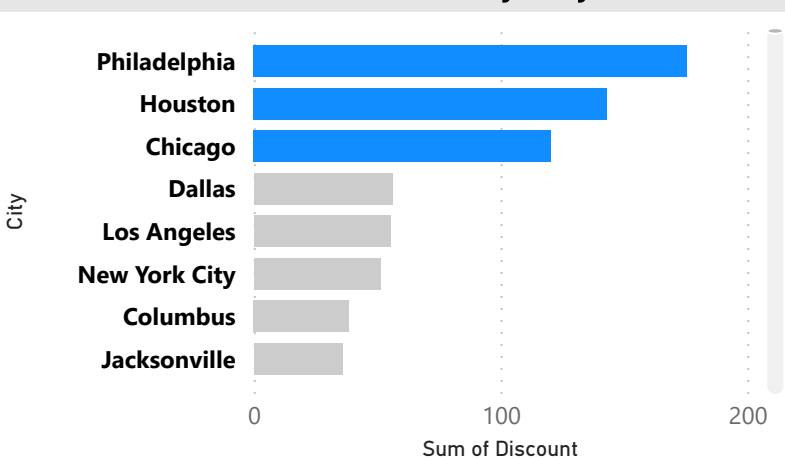 City
Philadelphia
Houston
Chicago
Dallas
Los Angeles
New York City
Columbus
Jacksonville
0 100 200
Sum of Discount